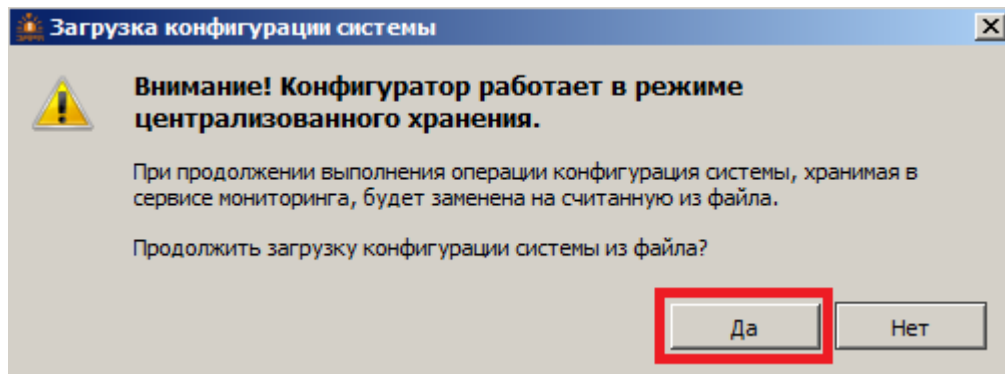 Загрузка конфигурации системы
Внимание! Конфигуратор работает в режиме
централизованного хранения.
При продолжении выполнения операции конфигурация системы, хранимая в
сервисе мониторинга, будет заменена на считанную из файла.
Продолжить загрузку конфигурации системы из файла?
Да
Нет